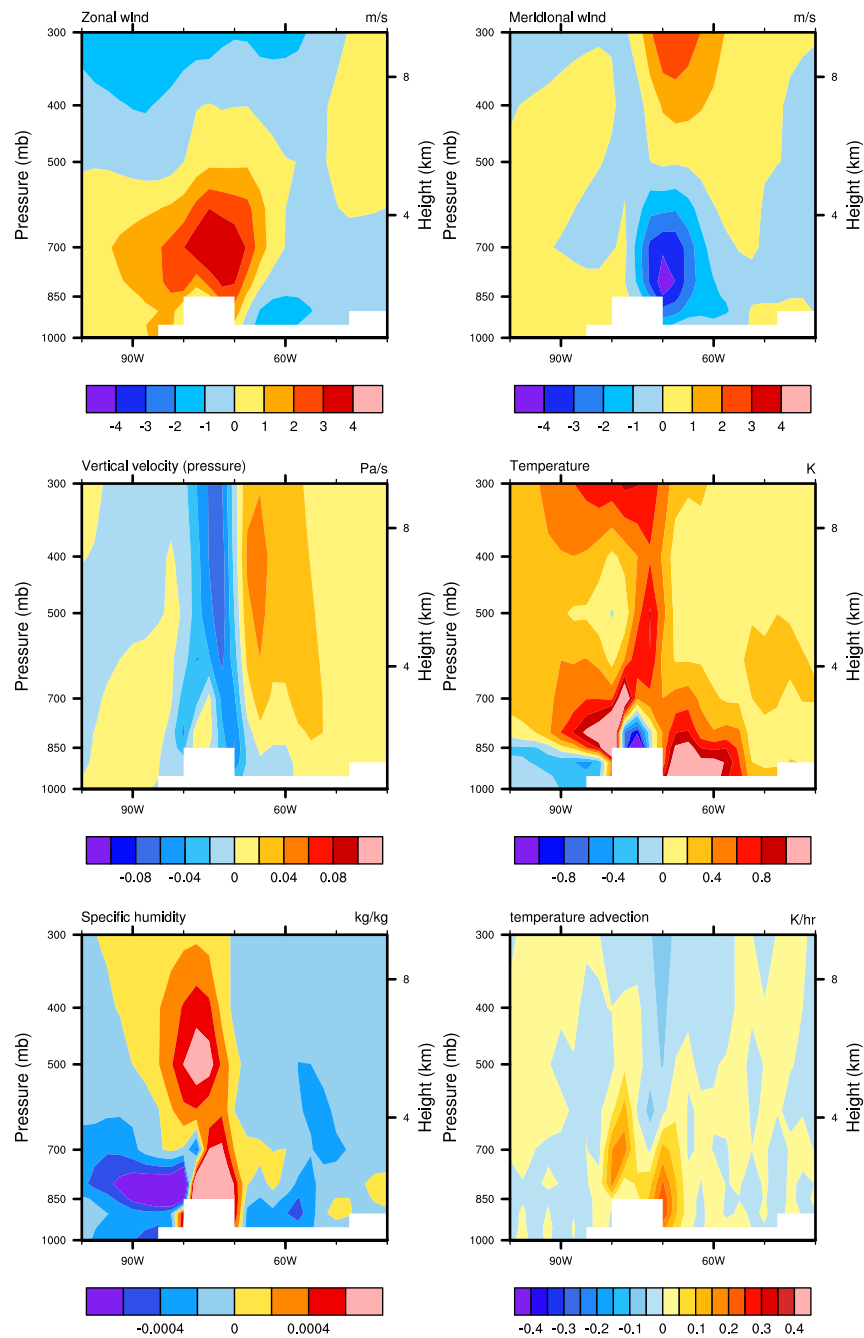 Zonal wind m/s
300
400
500
700
850
1000
Pressure (mb)
8
4
Height (km)
90W 60W
-4 -3 -2 -1 0 1 2 3 4
Meridional wind m/s
300
400
500
700
850
1000
Pressure (mb)
8
4
Height (km)
90W 60W
-4 -3 -2 -1 0 1 2 3 4
Vertical velocity (pressure) Pa/s
300
400
500
700
850
1000
Pressure (mb)
8
4
Height (km)
90W 60W
-0.08 -0.04 0 0.04 0.08
Temperature K
300
400
500
700
850
1000
Pressure (mb)
8
4
Height (km)
90W 60W
-0.8 -0.4 0 0.4 0.8
Specific humidity kg/kg
300
400
500
700
850
1000
Pressure (mb)
8
4
Height (km)
90W 60W
-0.0004 0 0.0004
temperature advection K/hr
300
400
500
700
850
1000
Pressure (mb)
8
4
Height (km)
90W 60W
-0.4 -0.3 -0.2 -0.1 0 0.1 0.2 0.3 0.4